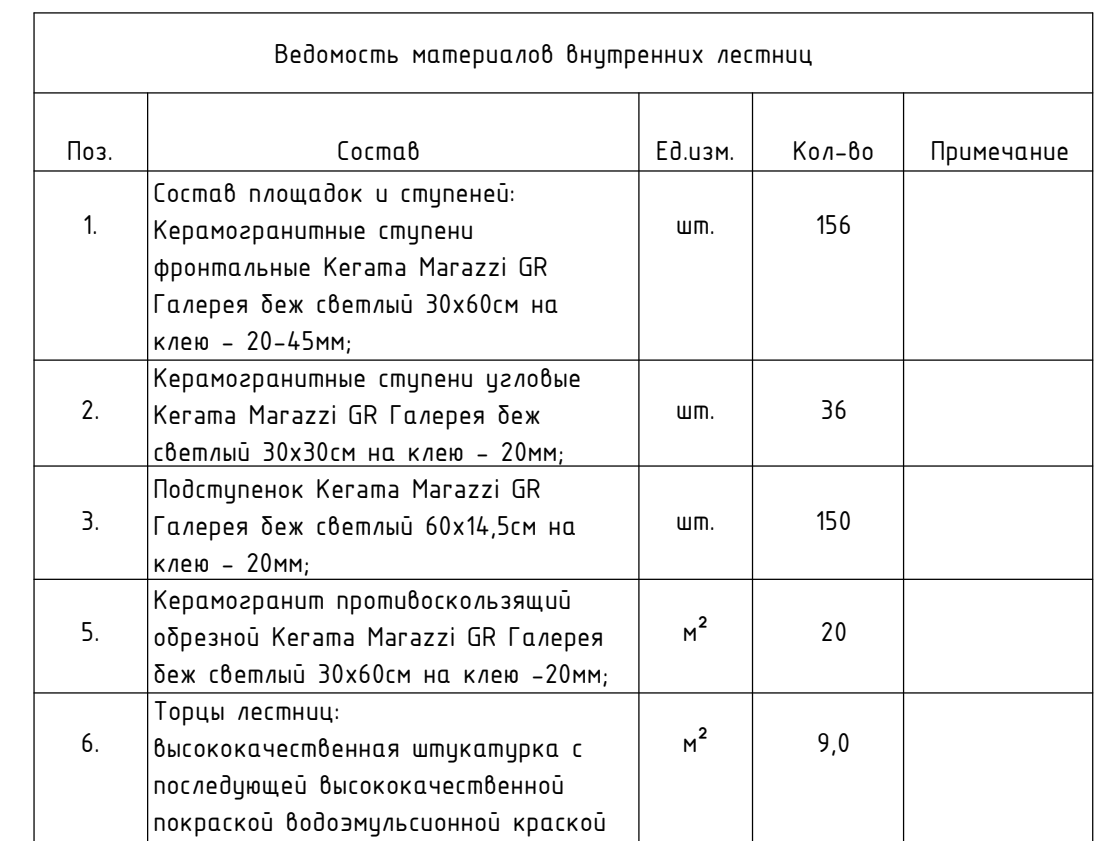 Ведомость материалов внутренних лестниц
Поз. Состав Ед.изм. Кол-во Примечание
Состав площадок и ступеней:
1. Керамогранитные ступени шт. 156
фронтальные Kerama Marazzi GR
Галерея беж светлый 30х60см на
клею - 20-45мм;
Керамогранитные ступени угловые
2. Kerama Marazzi GR Галерея беж шт. 36
светлый 30х30см на клею - 20мм;
Подступенок Kerama Marazzi GR
3. Галерея беж светлый 60х14,5см на шт. 150
клею - 20мм;
Керамогранит противоскользящий
5. обрезной Kerama Marazzi GR Галерея м² 20
беж светлый 30х60см на клею -20мм;
Торцы лестниц:
6. высококачественная штукатурка с м² 9,0
последующей высококачественной
покраской водоэмульсионной краской